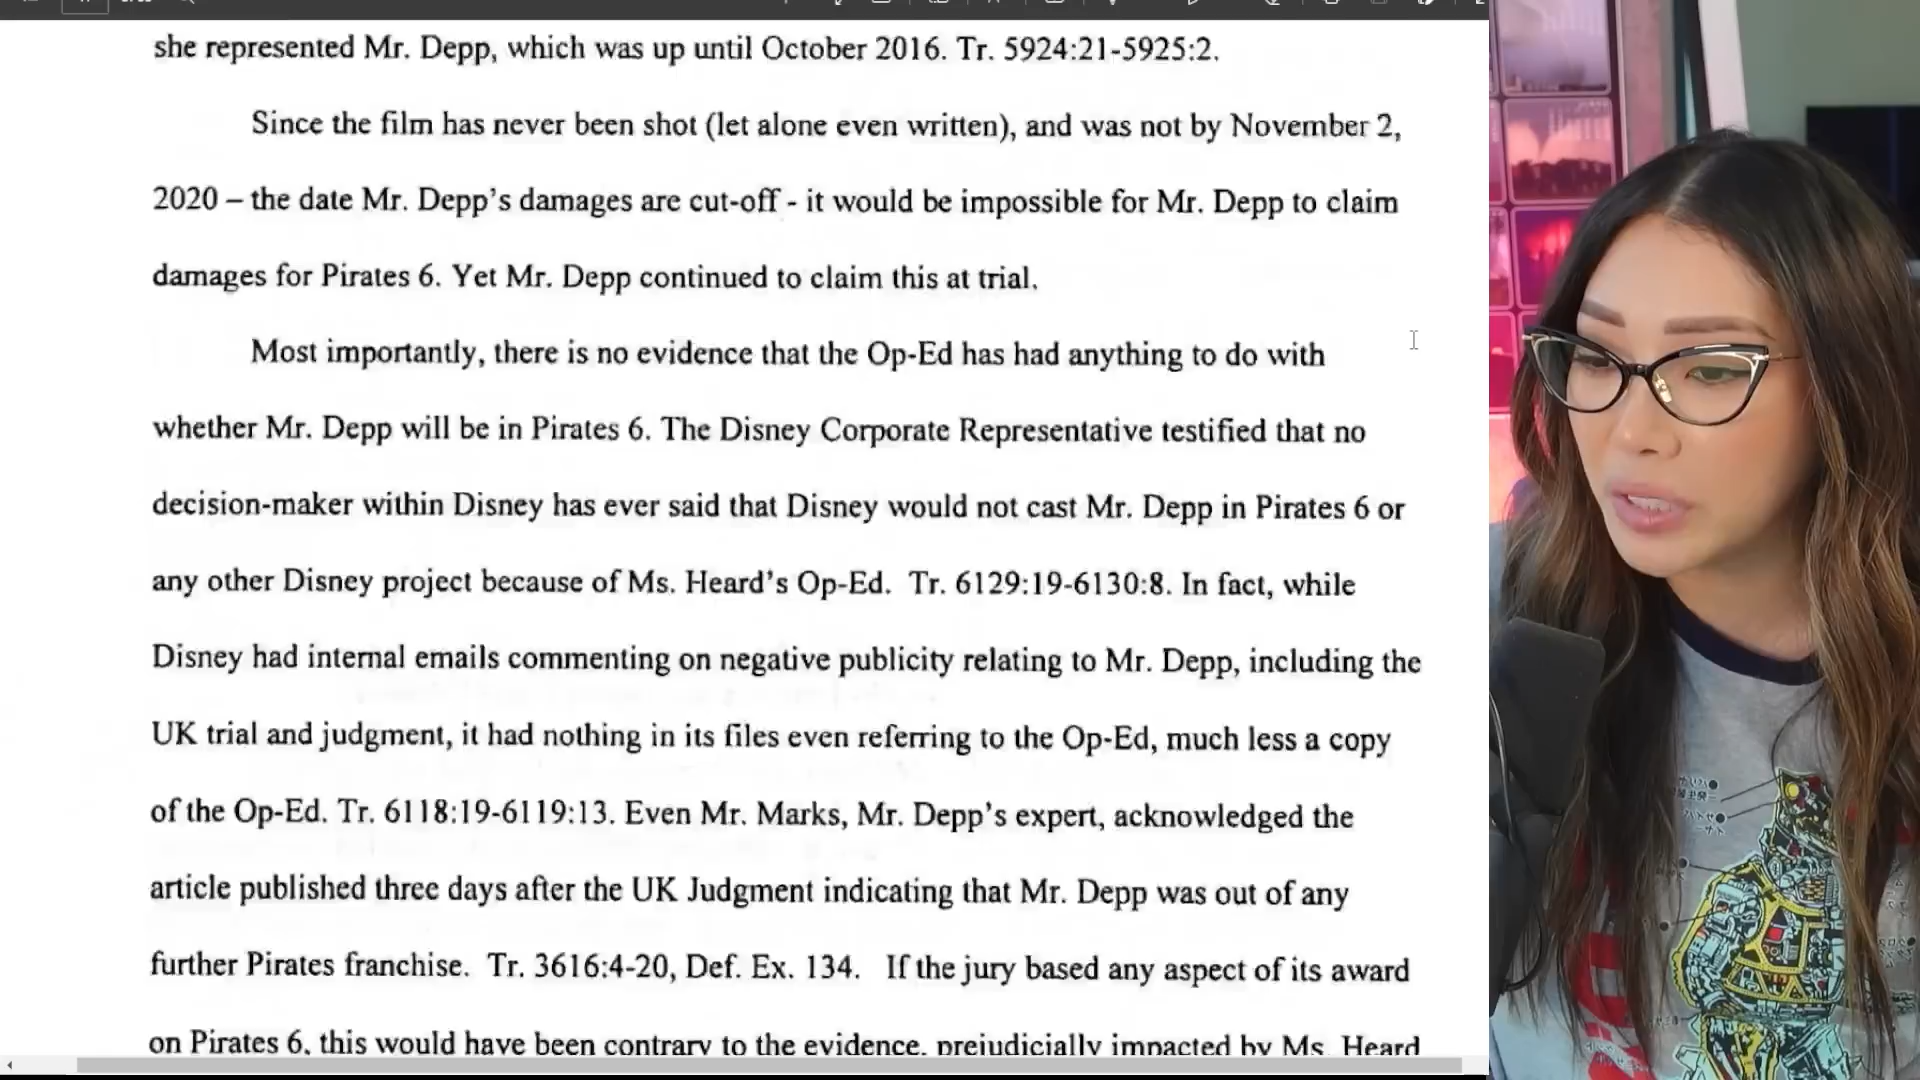 she represented Mr. Depp, which was up until October 2016. Tr. 5924:21-5925:2.
Since the film has never been shot (let alone even written), and was not by November 2,
2020 – the date Mr. Depp's damages are cut-off - it would be impossible for Mr. Depp to claim
damages for Pirates 6. Yet Mr. Depp continued to claim this at trial.
Most importantly, there is no evidence that the Op-Ed has had anything to do with
whether Mr. Depp will be in Pirates 6. The Disney Corporate Representative testified that no
decision-maker within Disney has ever said that Disney would not cast Mr. Depp in Pirates 6 or
any other Disney project because of Ms. Heard's Op-Ed. Tr. 6129:19-6130:8. In fact, while
Disney had internal emails commenting on negative publicity relating to Mr. Depp, including the
UK trial and judgment, it had nothing in its files even referring to the Op-Ed, much less a copy
of the Op-Ed. Tr. 6118:19-6119:13. Even Mr. Marks, Mr. Depp's expert, acknowledged the
article published three days after the UK Judgment indicating that Mr. Depp was out of any
further Pirates franchise. Tr. 3616:4-20, Def. Ex. 134. If the jury based any aspect of its award
on Pirates 6, this would have been contrary to the evidence, prejudicially impacted by Ms. Heard